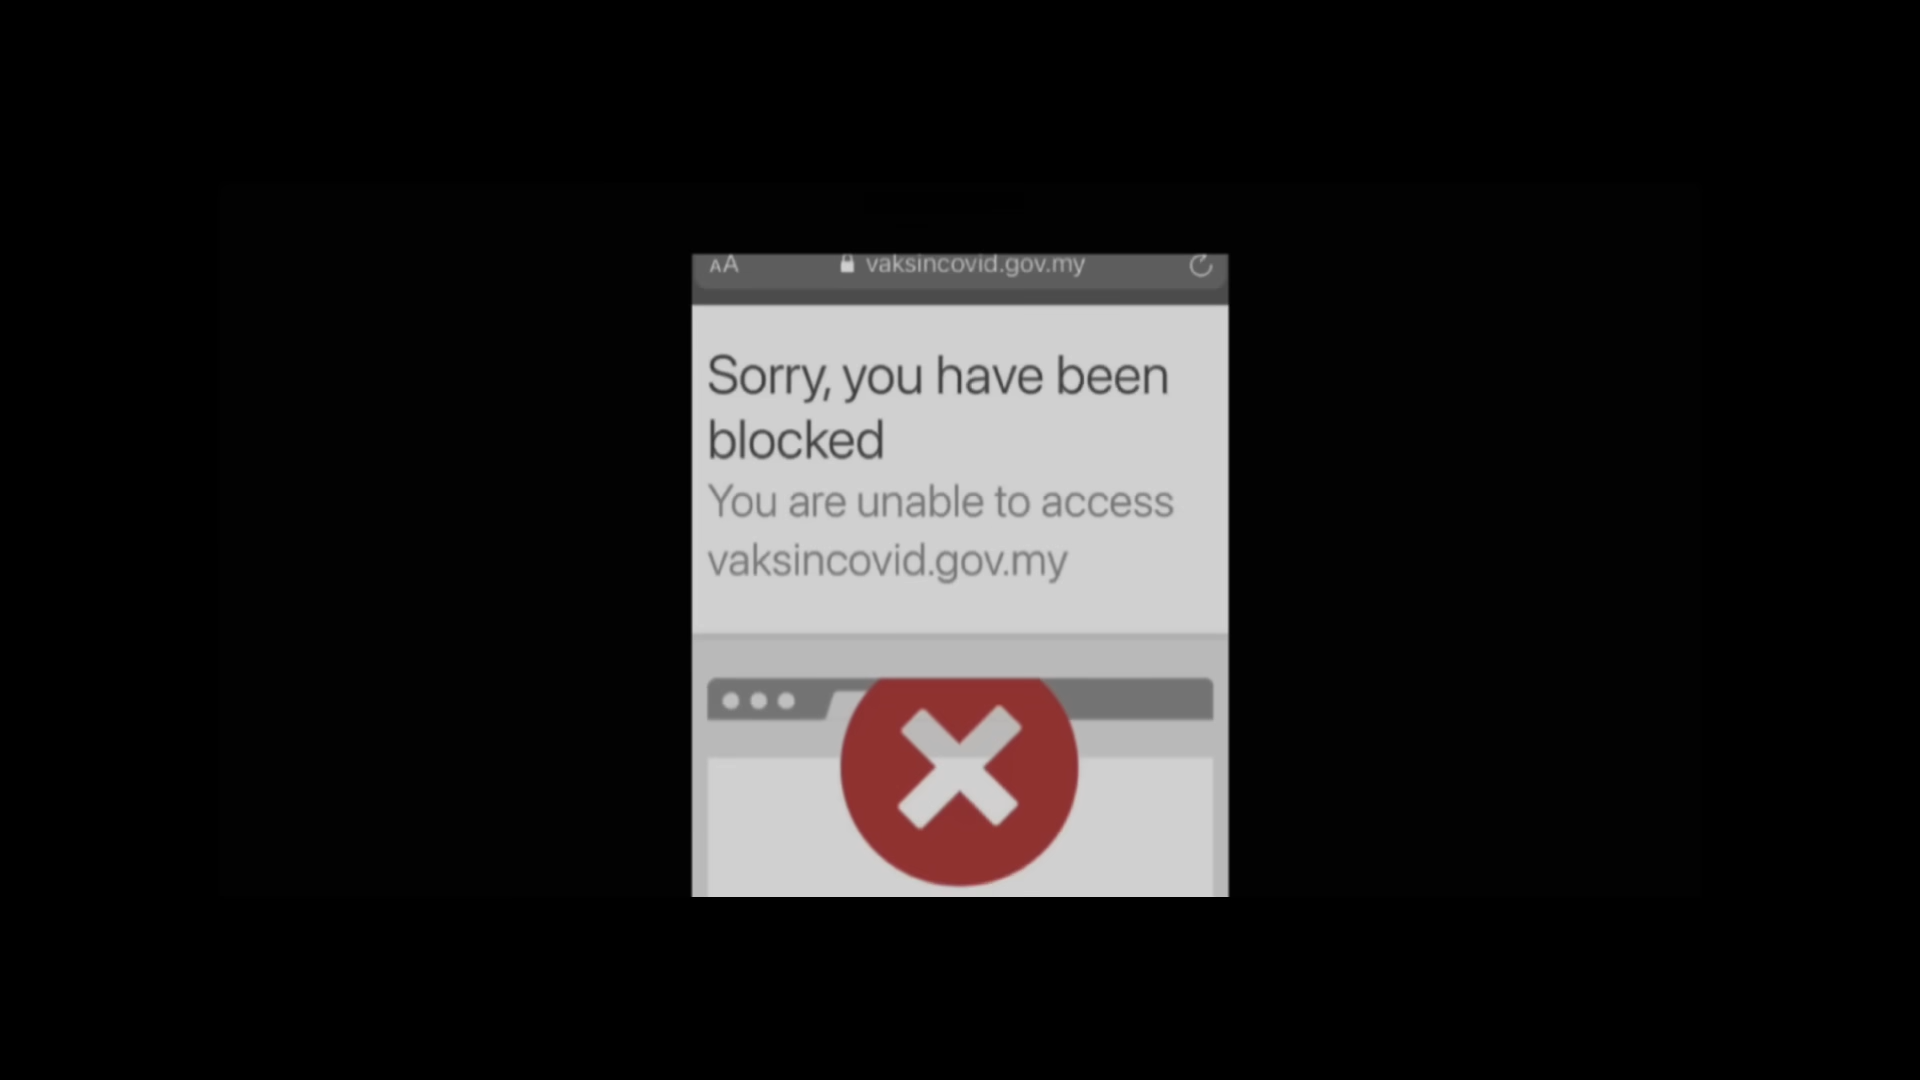 AA vaksincovid.gov.my
Sorry, you have been
blocked
You are unable to access
vaksincovid.gov.my